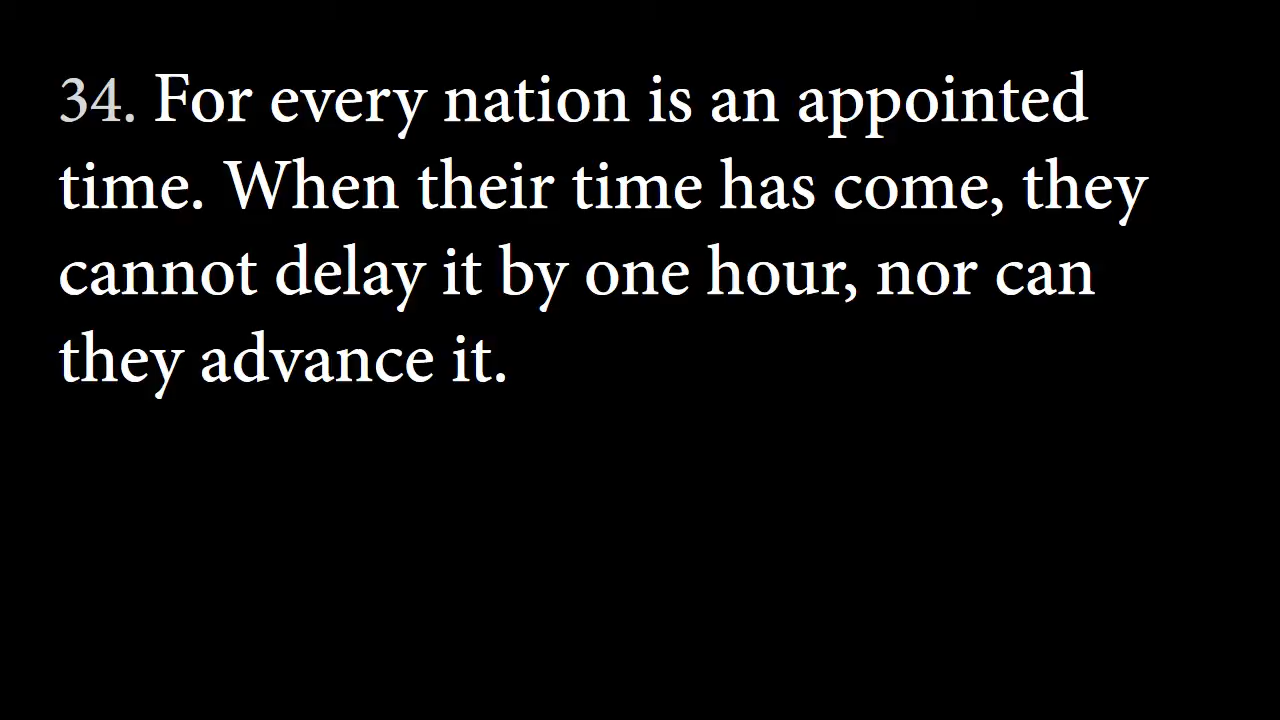 34. For every nation is an appointed
time. When their time has come, they
cannot delay it by one hour, nor can
they advance it.